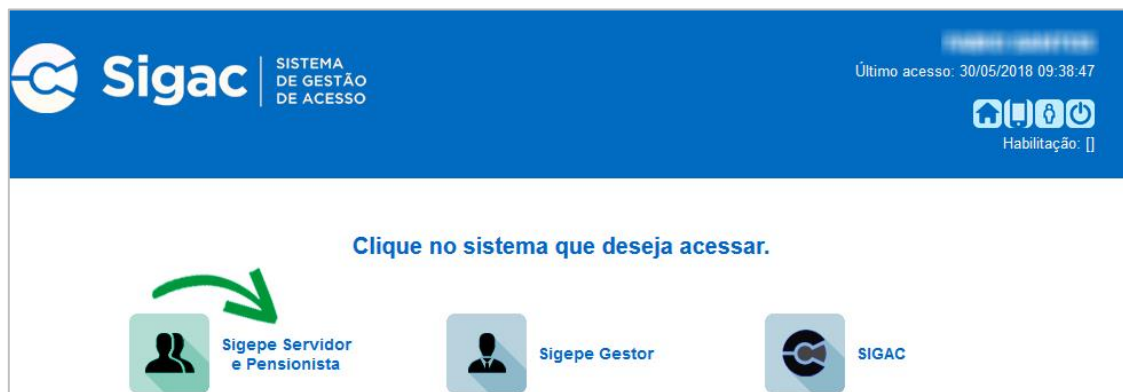 Sigac
SISTEMA
DE GESTÃO
DE ACESSO
Último acesso: 30/05/2018 09:38:47
Habilitação: []
Clique no sistema que deseja acessar.
Sigepe Servidor
e Pensionista
Sigepe Gestor
SIGAC